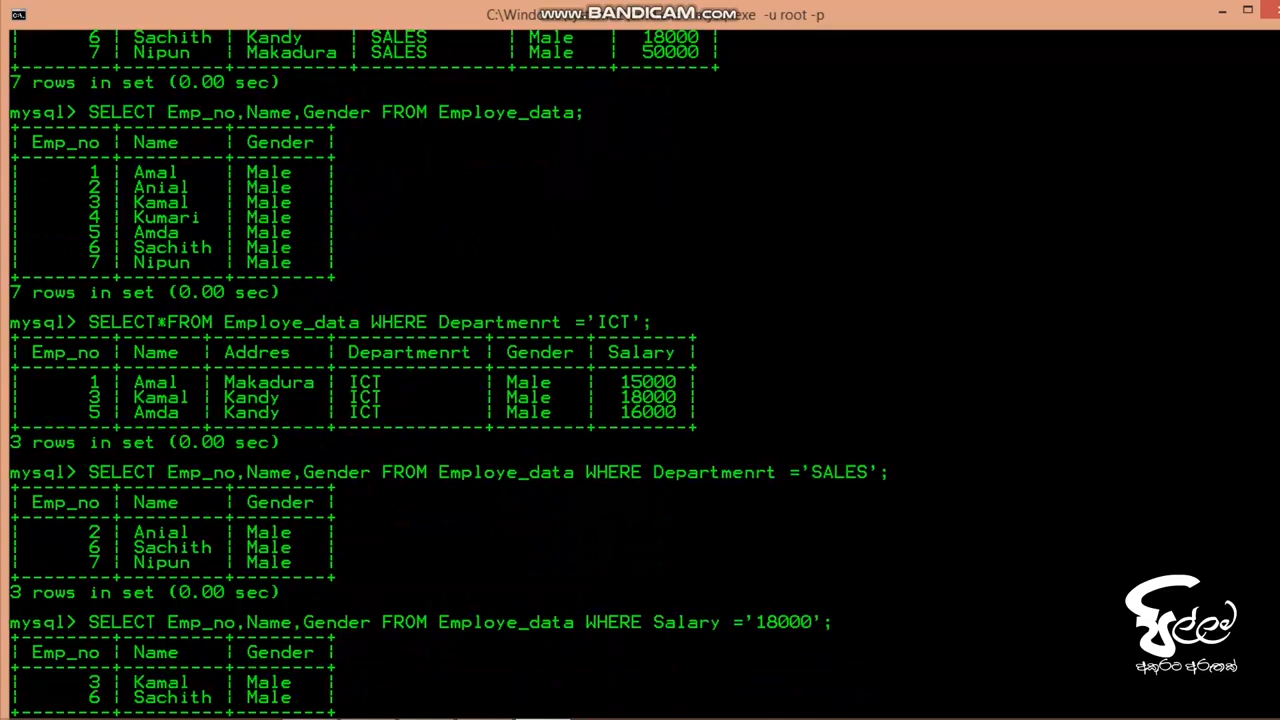 C:\Wind
www.BANDICAM.com
exe -u root -p
| 6 | Sachith | Kandy | SALES | Male | 18000 |
| 7 | Nipun | Makadura | SALES | Male | 50000 |
7 rows in set (0.00 sec)
mysql> SELECT Emp_no,Name,Gender FROM Employe_data;
| Emp_no | Name | Gender |
| 1 | Amal | Male |
| 2 | Anial | Male |
| 3 | Kamal | Male |
| 4 | Kumari | Male |
| 5 | Amda | Male |
| 6 | Sachith | Male |
| 7 | Nipun | Male |
7 rows in set (0.00 sec)
mysql> SELECT*FROM Employe_data WHERE Departmenrt ='ICT';
| Emp_no | Name | Addres | Departmenrt | Gender | Salary |
| 1 | Amal | Makadura | ICT | Male | 15000 |
| 3 | Kamal | Kandy | ICT | Male | 18000 |
| 5 | Amda | Kandy | ICT | Male | 16000 |
3 rows in set (0.00 sec)
mysql> SELECT Emp_no,Name,Gender FROM Employe_data WHERE Departmenrt ='SALES';
| Emp_no | Name | Gender |
| 2 | Anial | Male |
| 6 | Sachith | Male |
| 7 | Nipun | Male |
3 rows in set (0.00 sec)
mysql> SELECT Emp_no,Name,Gender FROM Employe_data WHERE Salary ='18000';
| Emp_no | Name | Gender |
| 3 | Kamal | Male |
| 6 | Sachith | Male |